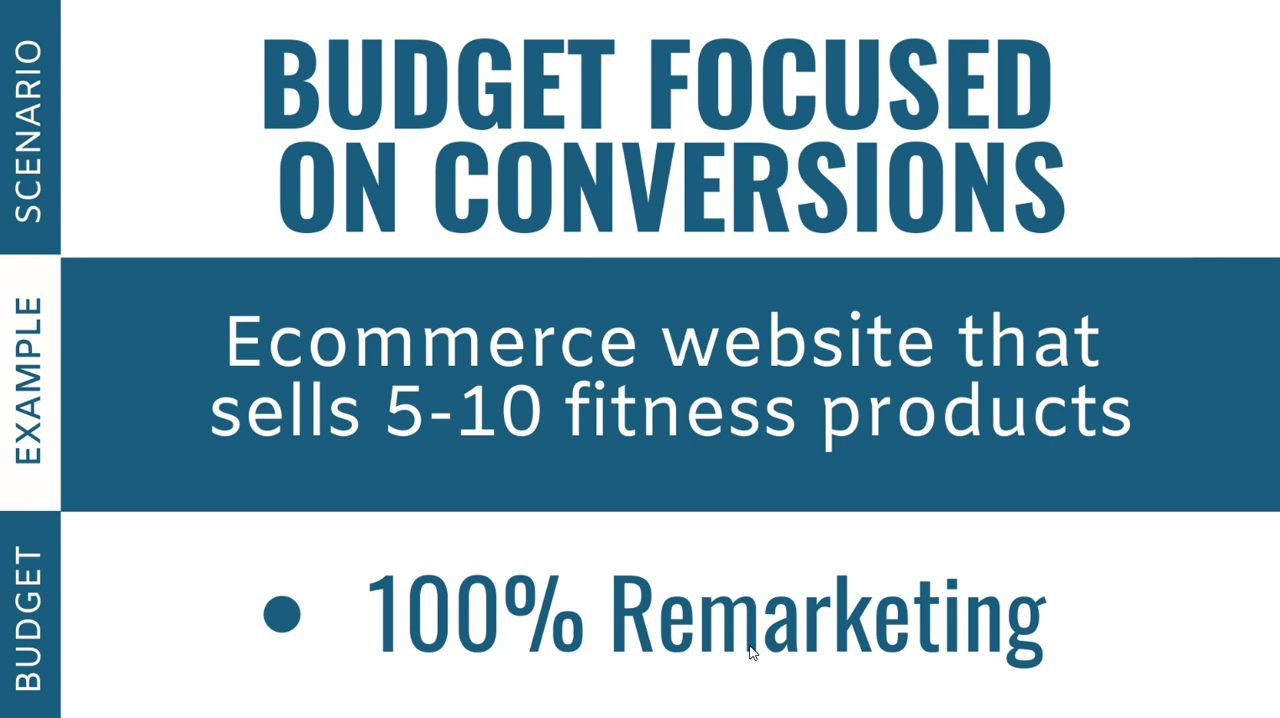 SCENARIO
BUDGET FOCUSED
ON CONVERSIONS
EXAMPLE
Ecommerce website that
sells 5-10 fitness products
BUDGET
• 100% Remarketing